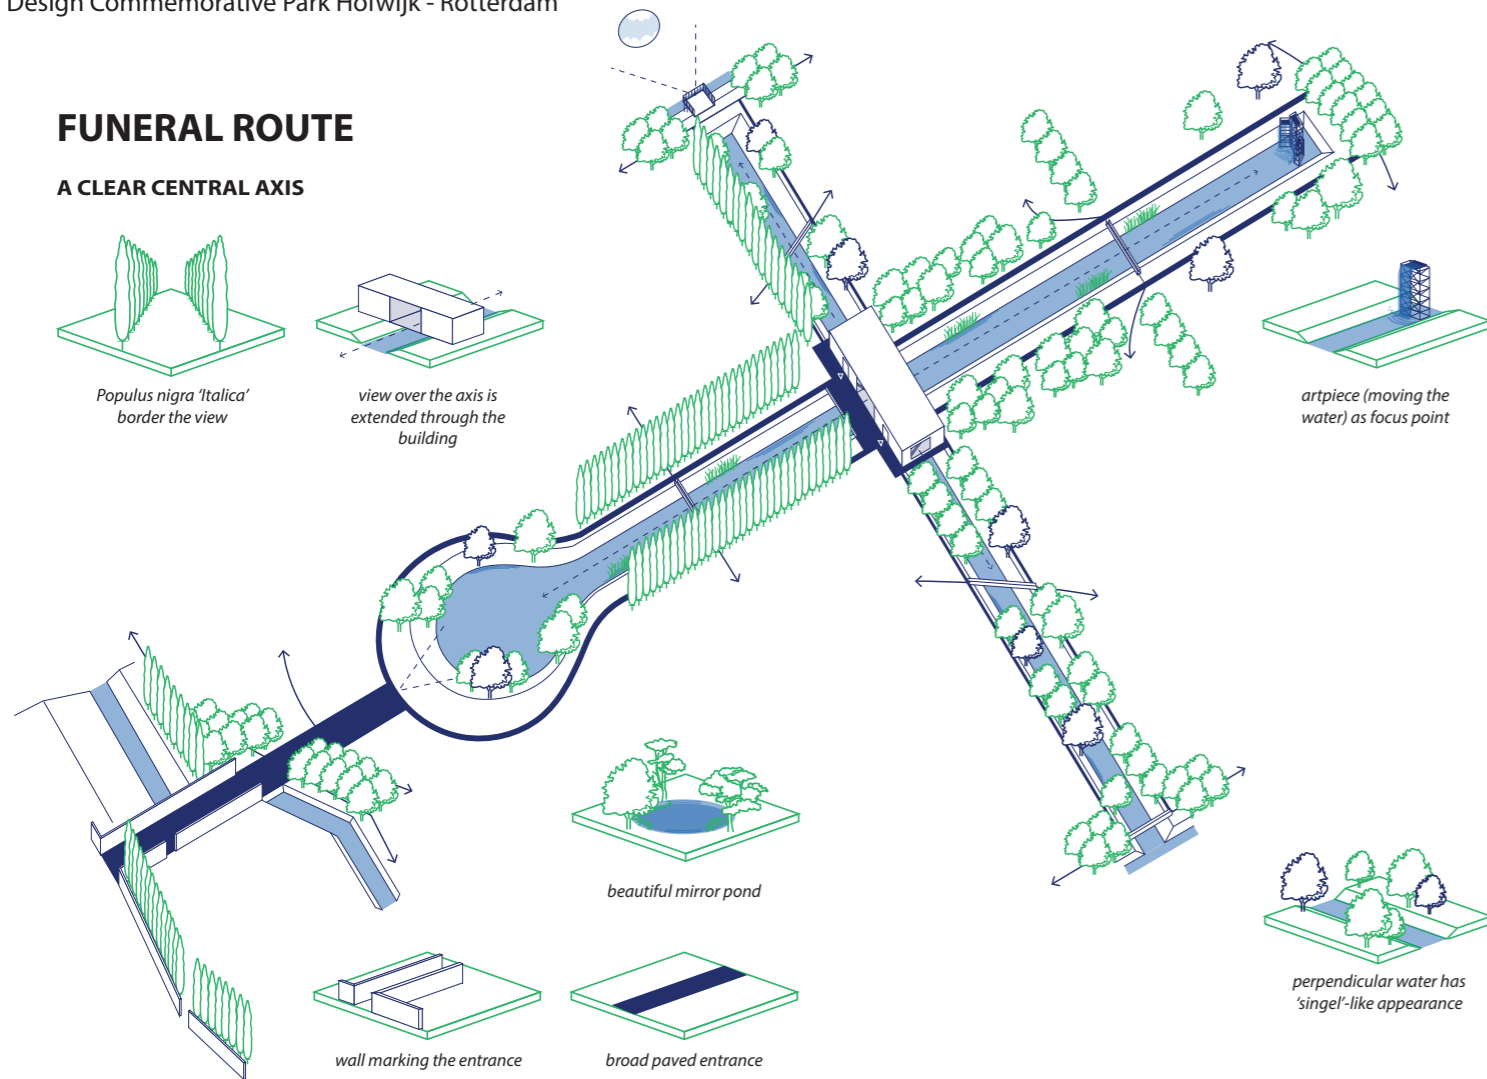 Design Commemorative Park Hofwijk - Rotterdam
FUNERAL ROUTE
A CLEAR CENTRAL AXIS
Populus nigra ‘Italica’
border the view
view over the axis is
extended through the
building
artpiece (moving the
water) as focus point
beautiful mirror pond
perpendicular water has
‘singel’-like appearance
wall marking the entrance
broad paved entrance